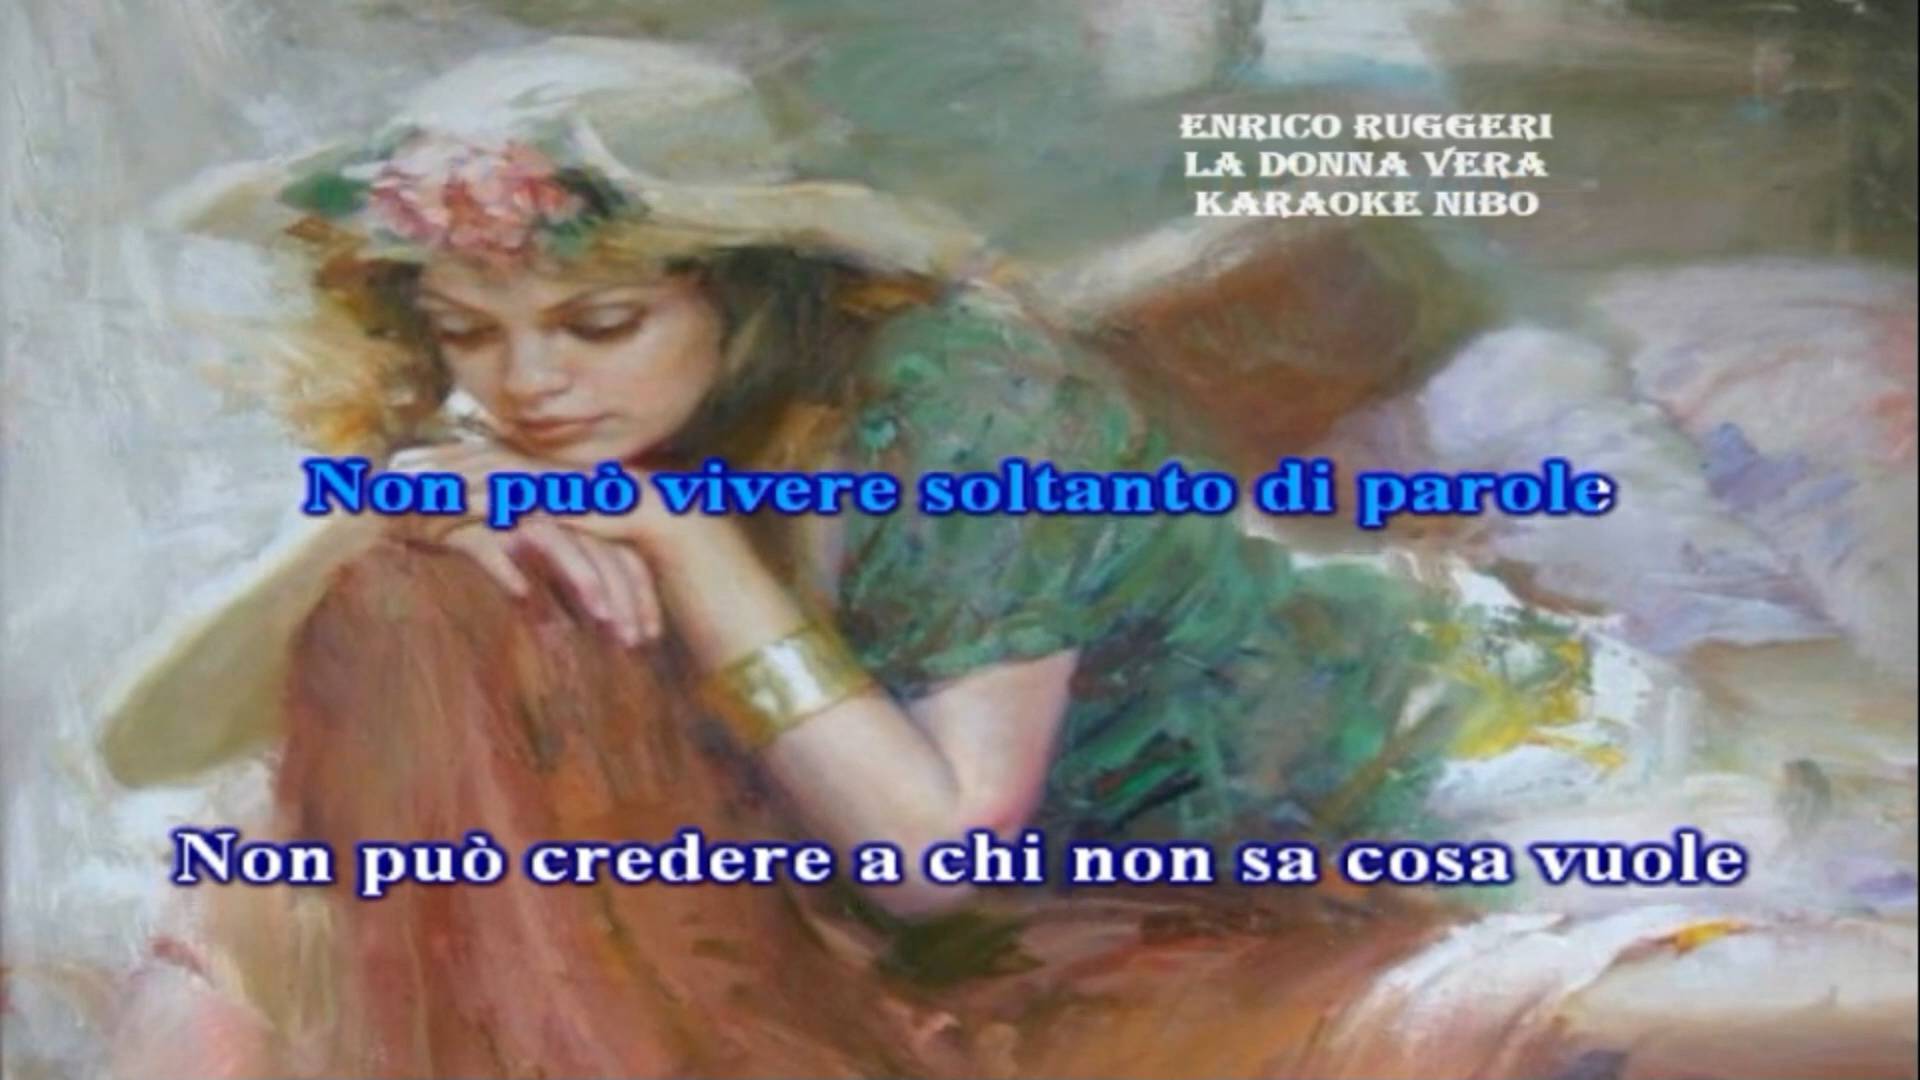 ENRICO RUGGERI
LA DONNA VERA
KARAOKE NIBO
Non può vivere soltanto di parole
Non può credere a chi non sa cosa vuole